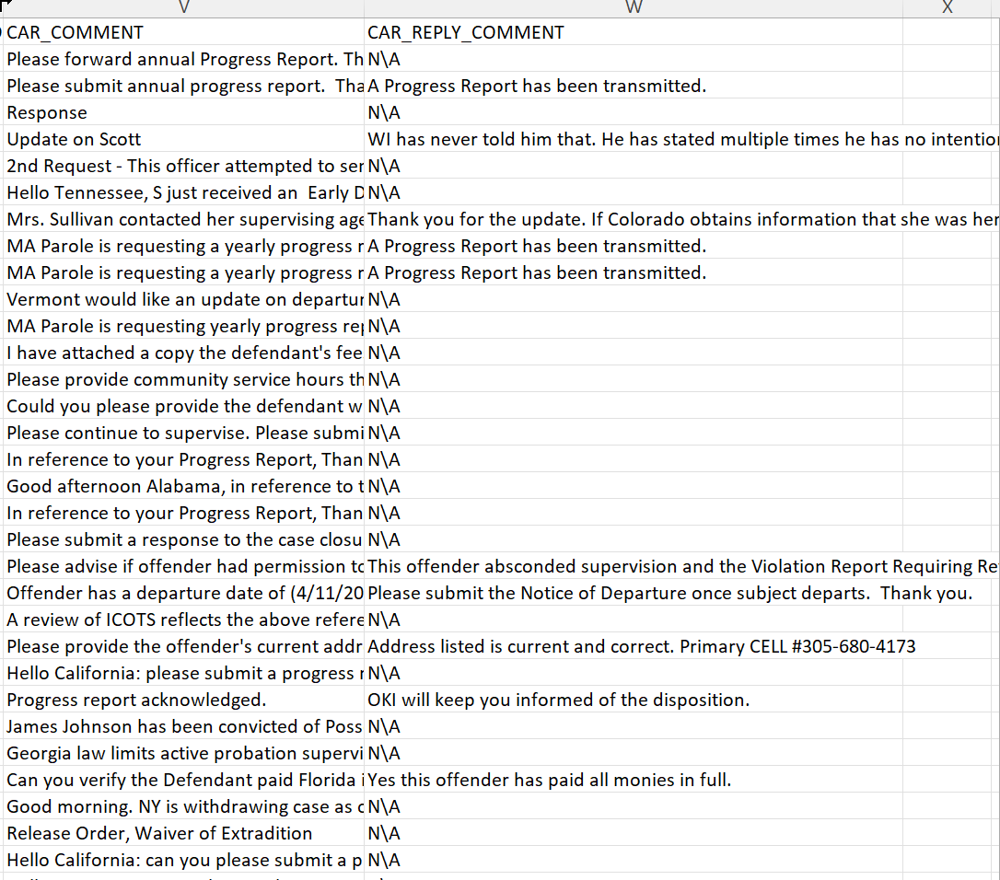 V W X
CAR_COMMENT CAR_REPLY_COMMENT
Please forward annual Progress Report. Th N\A
Please submit annual progress report.  Tha A Progress Report has been transmitted.
Response N\A
Update on Scott WI has never told him that. He has stated multiple times he has no intentio
2nd Request - This officer attempted to ser N\A
Hello Tennessee, S just received an  Early D N\A
Mrs. Sullivan contacted her supervising age Thank you for the update. If Colorado obtains information that she was her
MA Parole is requesting a yearly progress r A Progress Report has been transmitted.
MA Parole is requesting a yearly progress r A Progress Report has been transmitted.
Vermont would like an update on departur N\A
MA Parole is requesting yearly progress rep N\A
I have attached a copy the defendant's fee N\A
Please provide community service hours th N\A
Could you please provide the defendant w N\A
Please continue to supervise. Please submi N\A
In reference to your Progress Report, Than N\A
Good afternoon Alabama, in reference to t N\A
In reference to your Progress Report, Than N\A
Please submit a response to the case closu N\A
Please advise if offender had permission to This offender absconded supervision and the Violation Report Requiring Re
Offender has a departure date of (4/11/20 Please submit the Notice of Departure once subject departs.  Thank you.
A review of ICOTS reflects the above refere N\A
Please provide the offender's current addr Address listed is current and correct. Primary CELL #305-680-4173
Hello California: please submit a progress r N\A
Progress report acknowledged. OKI will keep you informed of the disposition.
James Johnson has been convicted of Poss N\A
Georgia law limits active probation supervi N\A
Can you verify the Defendant paid Florida i Yes this offender has paid all monies in full.
Good morning. NY is withdrawing case as o N\A
Release Order, Waiver of Extradition N\A
Hello California: can you please submit a p N\A